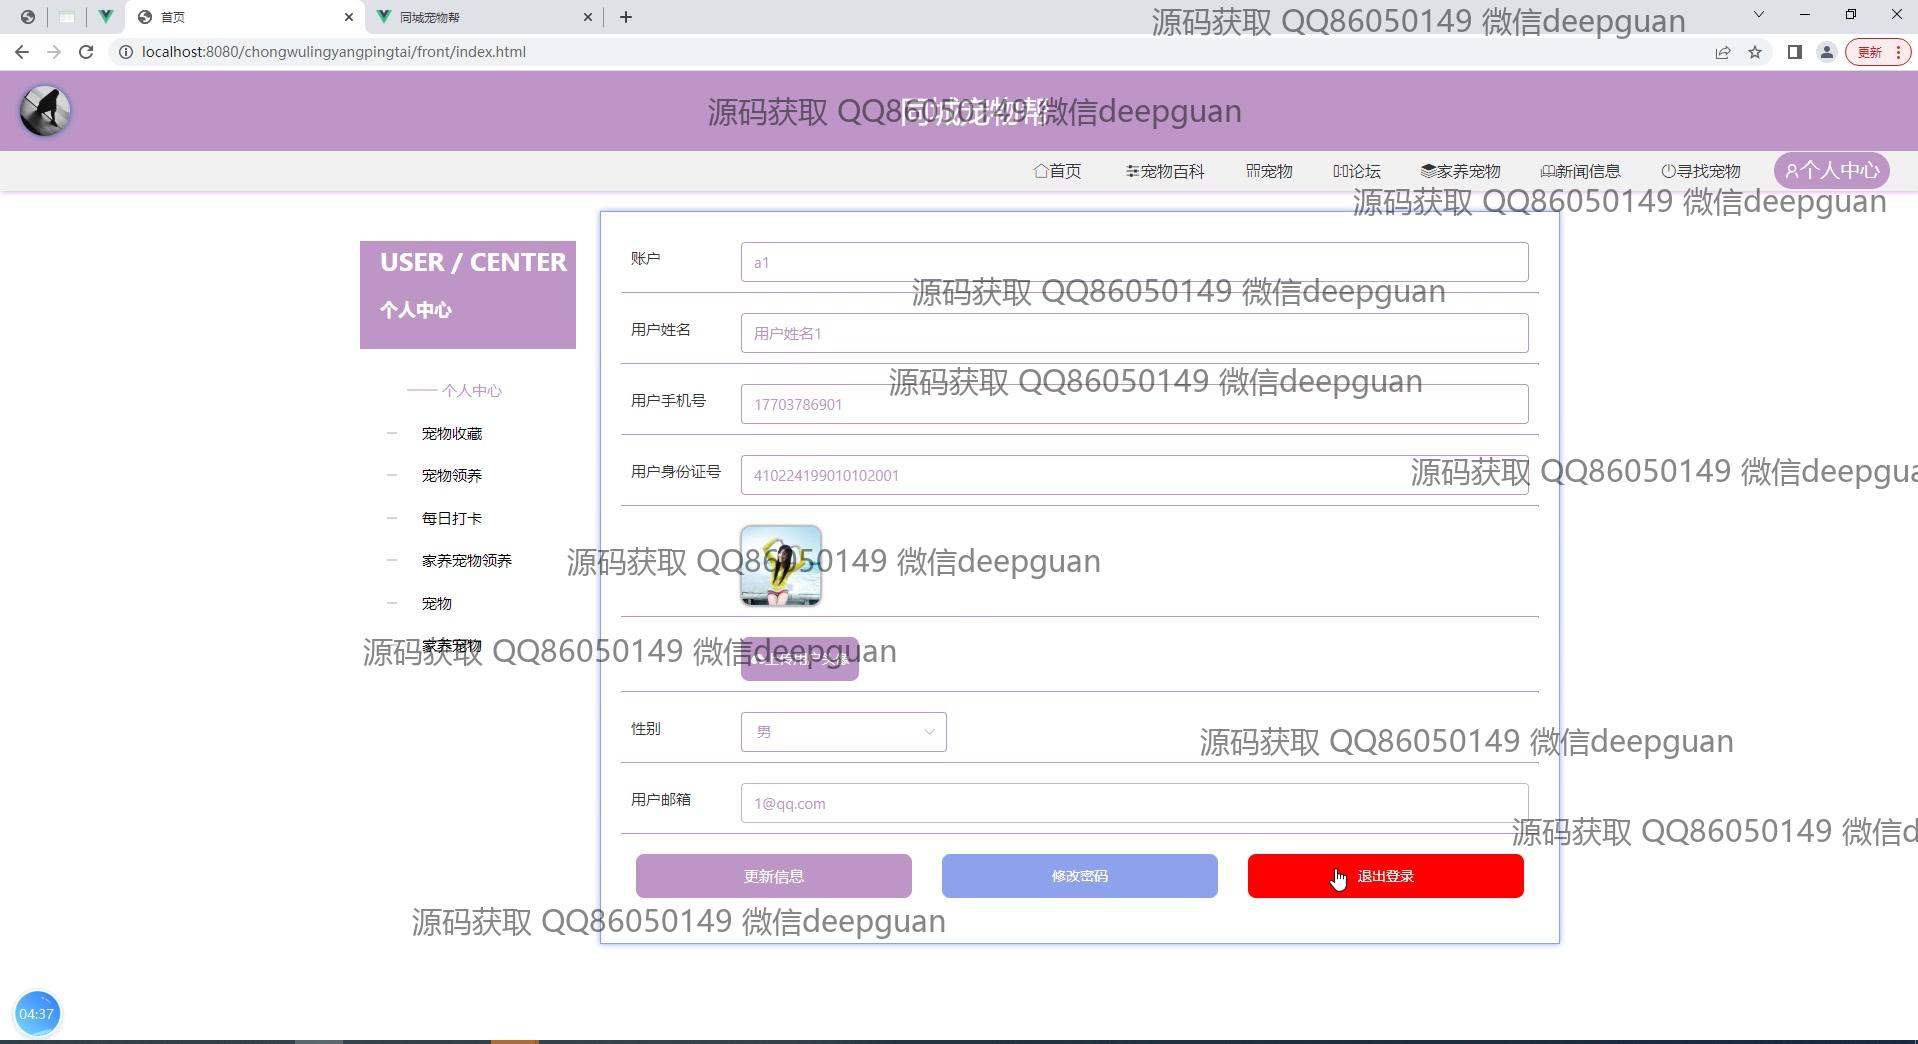 首页
同城宠物帮
源码获取 QQ86050149 微信deepguan
localhost:8080/chongwulingyangpingtai/front/index.html
更新
同城宠物帮
源码获取 QQ86050149 微信deepguan
首页 宠物百科 宠物 论坛 家养宠物 新闻信息 寻找宠物 个人中心
源码获取 QQ86050149 微信deepguan
USER / CENTER
个人中心
个人中心
宠物收藏
宠物领养
每日打卡
家养宠物领养
宠物
家养宠物
账户 a1
源码获取 QQ86050149 微信deepguan
用户姓名 用户姓名1
源码获取 QQ86050149 微信deepguan
用户手机号 17703786901
用户身份证号 410224199010102001
源码获取 QQ86050149 微信deepgua
源码获取 QQ86050149 微信deepguan
源码获取 QQ86050149 微信deepguan
上传用户头像
性别 男
源码获取 QQ86050149 微信deepguan
用户邮箱 1@qq.com
源码获取 QQ86050149 微信d
更新信息 修改密码 退出登录
源码获取 QQ86050149 微信deepguan
04:37